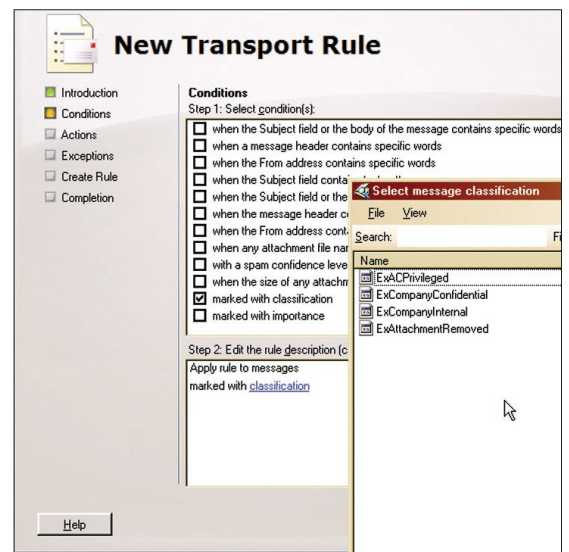 New Transport Rule
Introduction
Conditions
Actions
Exceptions
Create Rule
Completion
Conditions
Step 1: Select condition(s):
when the Subject field or the body of the message contains specific words
when a message header contains specific words
when the From address contains specific words
when the Subject field
when the Subject field or the
when the message header
when the From address
when any attachment file
with a spam confidence
when the size of any
marked with classification
marked with importance
Step 2: Edit the rule description
Apply rule to messages
marked with classification
Help
Select message classification
File View
Search:
Name
ExACPrivileged
ExCompanyConfidential
ExCompanyInternal
ExAttachmentRemoved